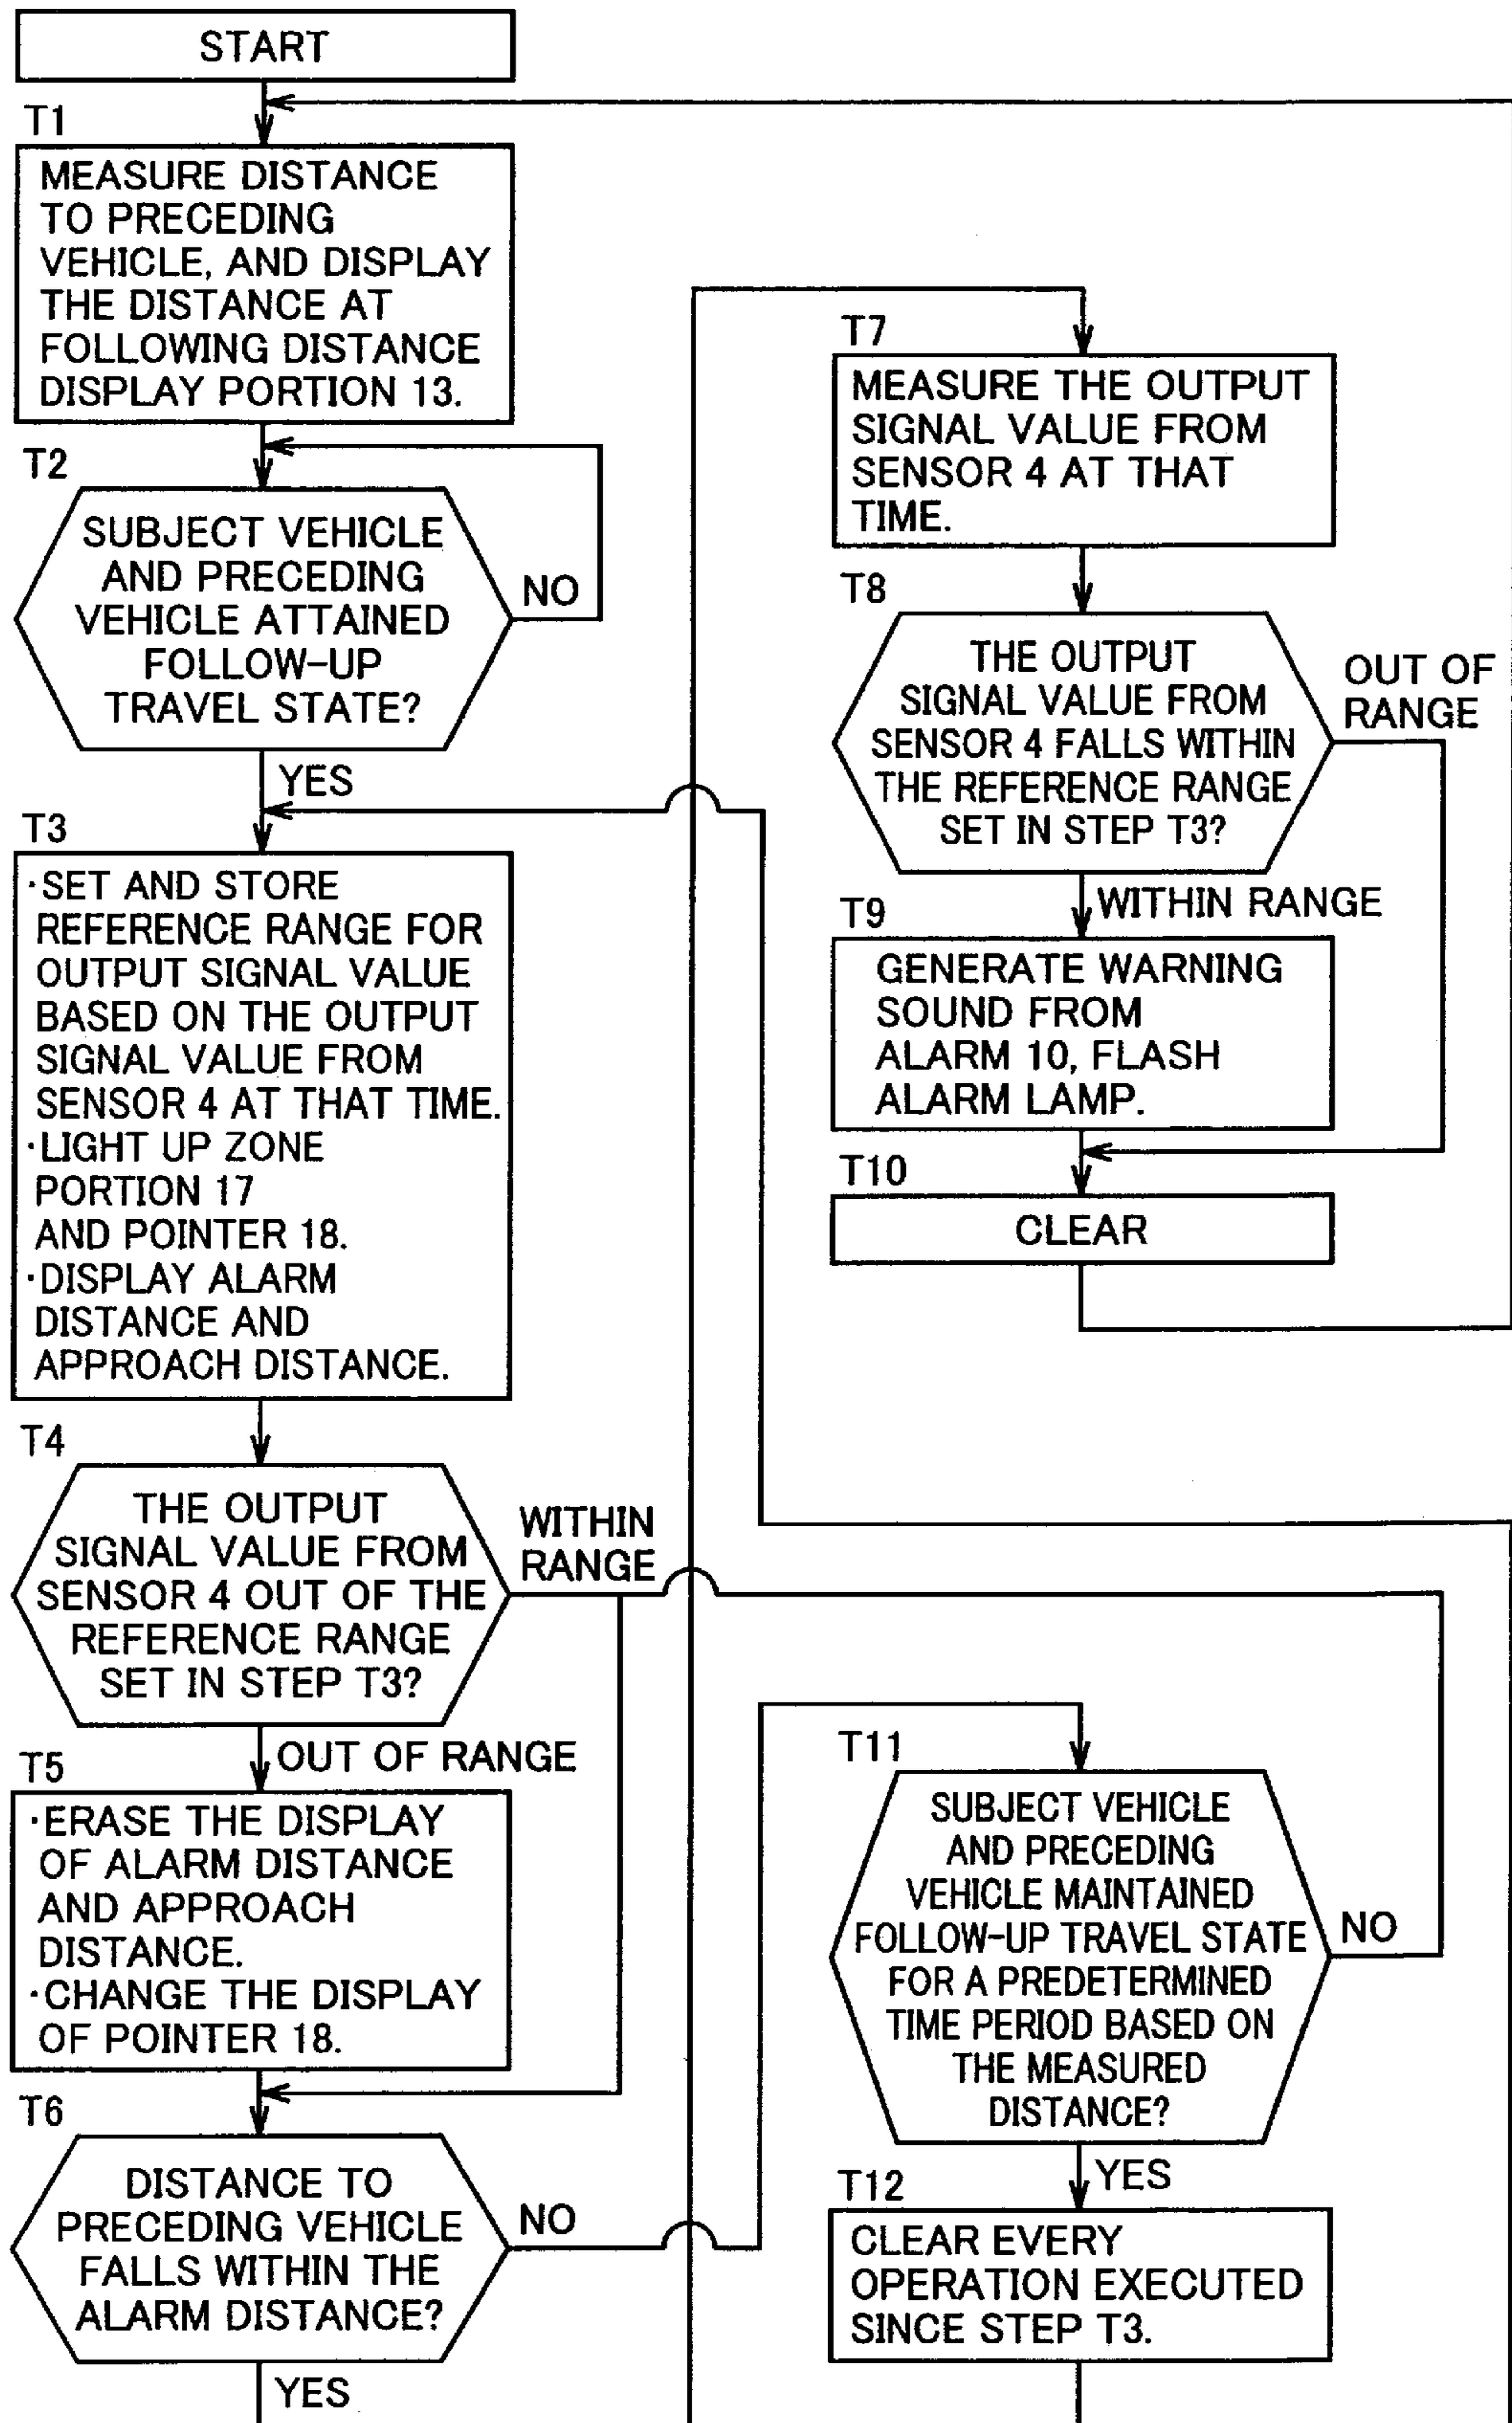 START
T1
MEASURE DISTANCE
TO PRECEDING
VEHICLE, AND DISPLAY
THE DISTANCE AT
FOLLOWING DISTANCE
DISPLAY PORTION 13.
T2
SUBJECT VEHICLE
AND PRECEDING
VEHICLE ATTAINED
FOLLOW-UP
TRAVEL STATE?
NO
YES
T3
·SET AND STORE
REFERENCE RANGE FOR
OUTPUT SIGNAL VALUE
BASED ON THE OUTPUT
SIGNAL VALUE FROM
SENSOR 4 AT THAT TIME.
·LIGHT UP ZONE
PORTION 17
AND POINTER 18.
·DISPLAY ALARM
DISTANCE AND
APPROACH DISTANCE.
T4
THE OUTPUT
SIGNAL VALUE FROM
SENSOR 4 OUT OF THE
REFERENCE RANGE
SET IN STEP T3?
WITHIN
RANGE
OUT OF RANGE
T5
·ERASE THE DISPLAY
OF ALARM DISTANCE
AND APPROACH
DISTANCE.
·CHANGE THE DISPLAY
OF POINTER 18.
T6
DISTANCE TO
PRECEDING VEHICLE
FALLS WITHIN THE
ALARM DISTANCE?
NO
YES
T7
MEASURE THE OUTPUT
SIGNAL VALUE FROM
SENSOR 4 AT THAT
TIME.
T8
THE OUTPUT
SIGNAL VALUE FROM
SENSOR 4 FALLS WITHIN
THE REFERENCE RANGE
SET IN STEP T3?
OUT OF
RANGE
WITHIN RANGE
T9
GENERATE WARNING
SOUND FROM
ALARM 10, FLASH
ALARM LAMP.
T10
CLEAR
T11
SUBJECT VEHICLE
AND PRECEDING
VEHICLE MAINTAINED
FOLLOW-UP TRAVEL STATE
FOR A PREDETERMINED
TIME PERIOD BASED ON
THE MEASURED
DISTANCE?
NO
YES
T12
CLEAR EVERY
OPERATION EXECUTED
SINCE STEP T3.